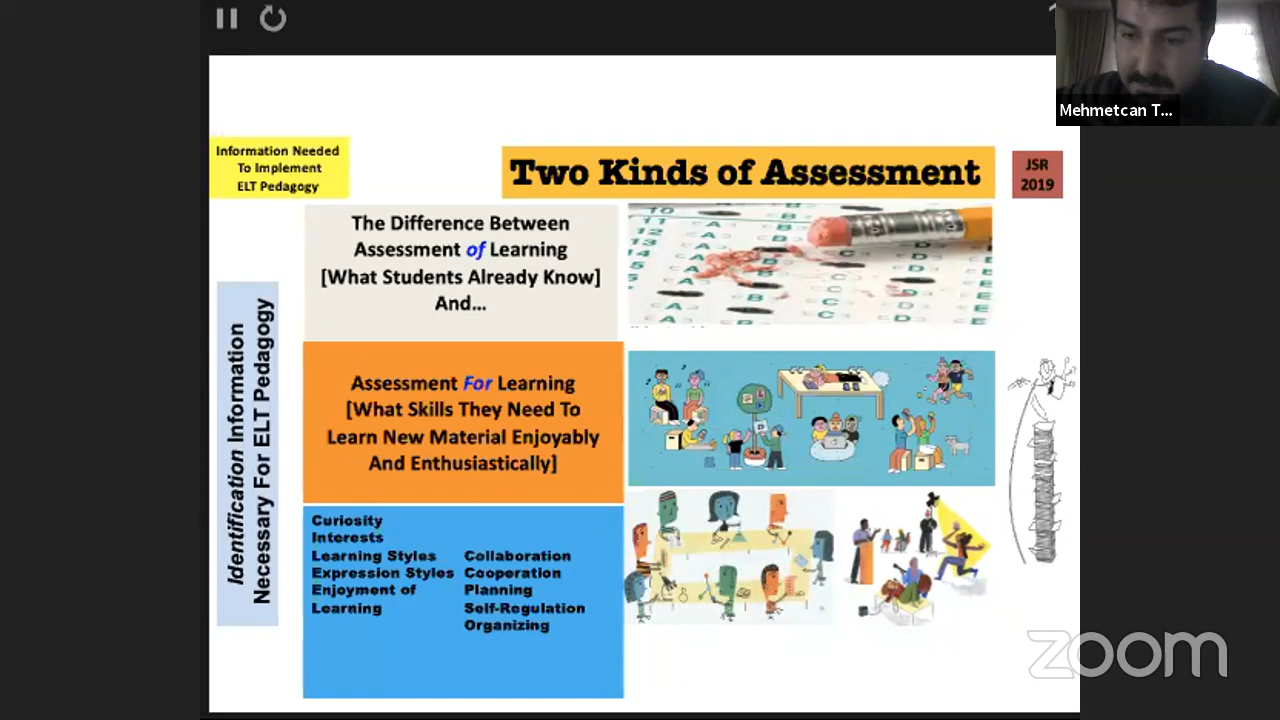 Mehmetcan T...
Information Needed
To Implement
ELT Pedagogy
Two Kinds of Assessment
JSR
2019
The Difference Between
Assessment of Learning
[What Students Already Know]
And...
Identification Information
Necessary For ELT Pedagogy
Assessment For Learning
[What Skills They Need To
Learn New Material Enjoyably
And Enthusiastically]
Curiosity
Interests
Learning Styles
Expression Styles
Enjoyment of
Learning
Collaboration
Cooperation
Planning
Self-Regulation
Organizing
zoom